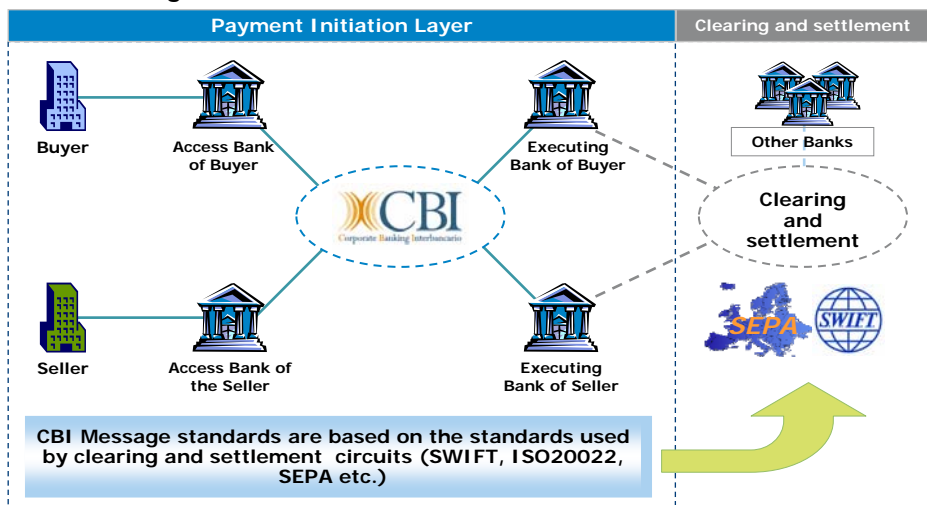 Payment Initiation Layer
Clearing and settlement
Buyer
Access Bank
of Buyer
Executing
Bank of Buyer
Other Banks
CBI
Corporate Banking Interbancario
Clearing
and
settlement
Seller
Access Bank of
the Seller
Executing
Bank of Seller
SEPA
SWIFT
CBI Message standards are based on the standards used
by clearing and settlement circuits (SWIFT, ISO20022,
SEPA etc.)